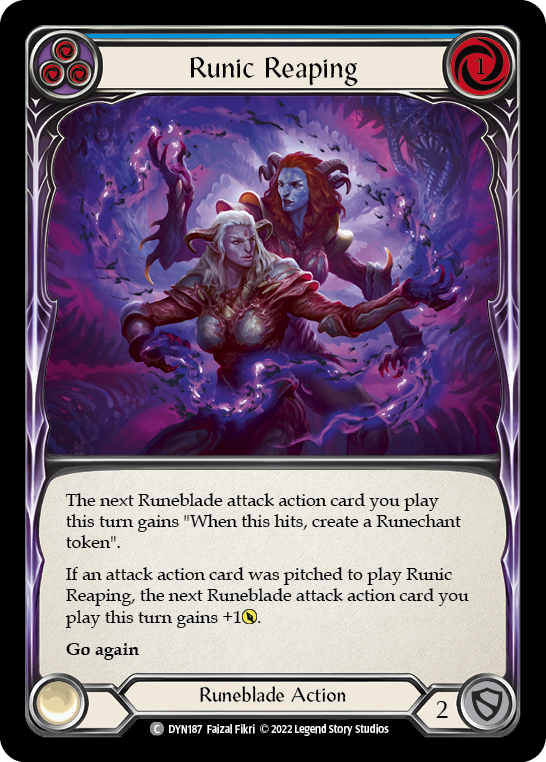 Runic Reaping
1
The next Runeblade attack action card you play
this turn gains "When this hits, create a Runechant
token".
If an attack action card was pitched to play Runic
Reaping, the next Runeblade attack action card you
play this turn gains +1.
Go again
Runeblade Action
2
C DYN187 Faizal Fikri © 2022 Legend Story Studios